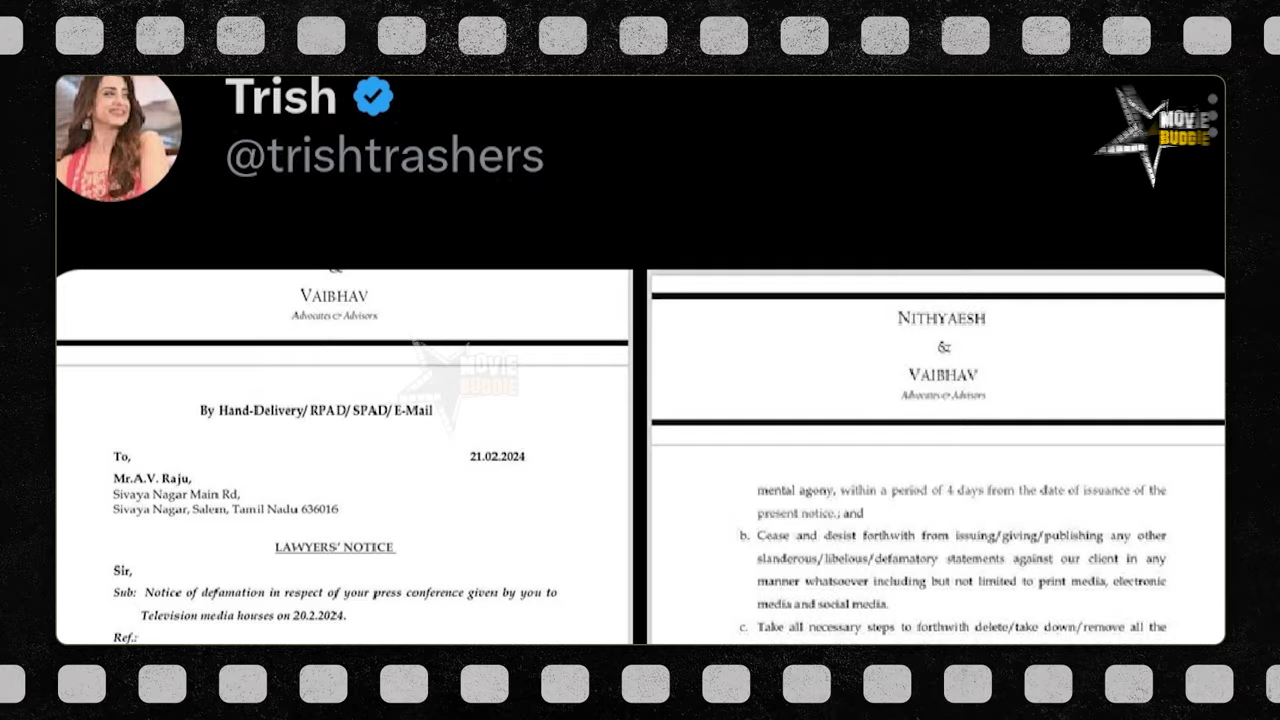 Trish
@trishtrashers
MOVIE
BUDDIE
&
VAIBHAV
Advocates & Advisors
MOVIE
BUDDIE
By Hand-Delivery/ RPAD/ SPAD/ E-Mail
To,
21.02.2024
Mr.A.V. Raju,
Sivaya Nagar Main Rd,
Sivaya Nagar, Salem, Tamil Nadu 636016
LAWYERS' NOTICE
Sir,
Sub: Notice of defamation in respect of your press conference given by you to
Television media houses on 20.2.2024.
Ref.:
NITHYAESH
&
VAIBHAV
Advocates & Advisors
mental agony, within a period of 4 days from the date of issuance of the
present notice.; and
b. Cease and desist forthwith from issuing/giving/publishing any other
slanderous/libelous/defamatory statements against our client in any
manner whatsoever including but not limited to print media, electronic
media and social media.
c. Take all necessary steps to forthwith delete/take down/remove all the